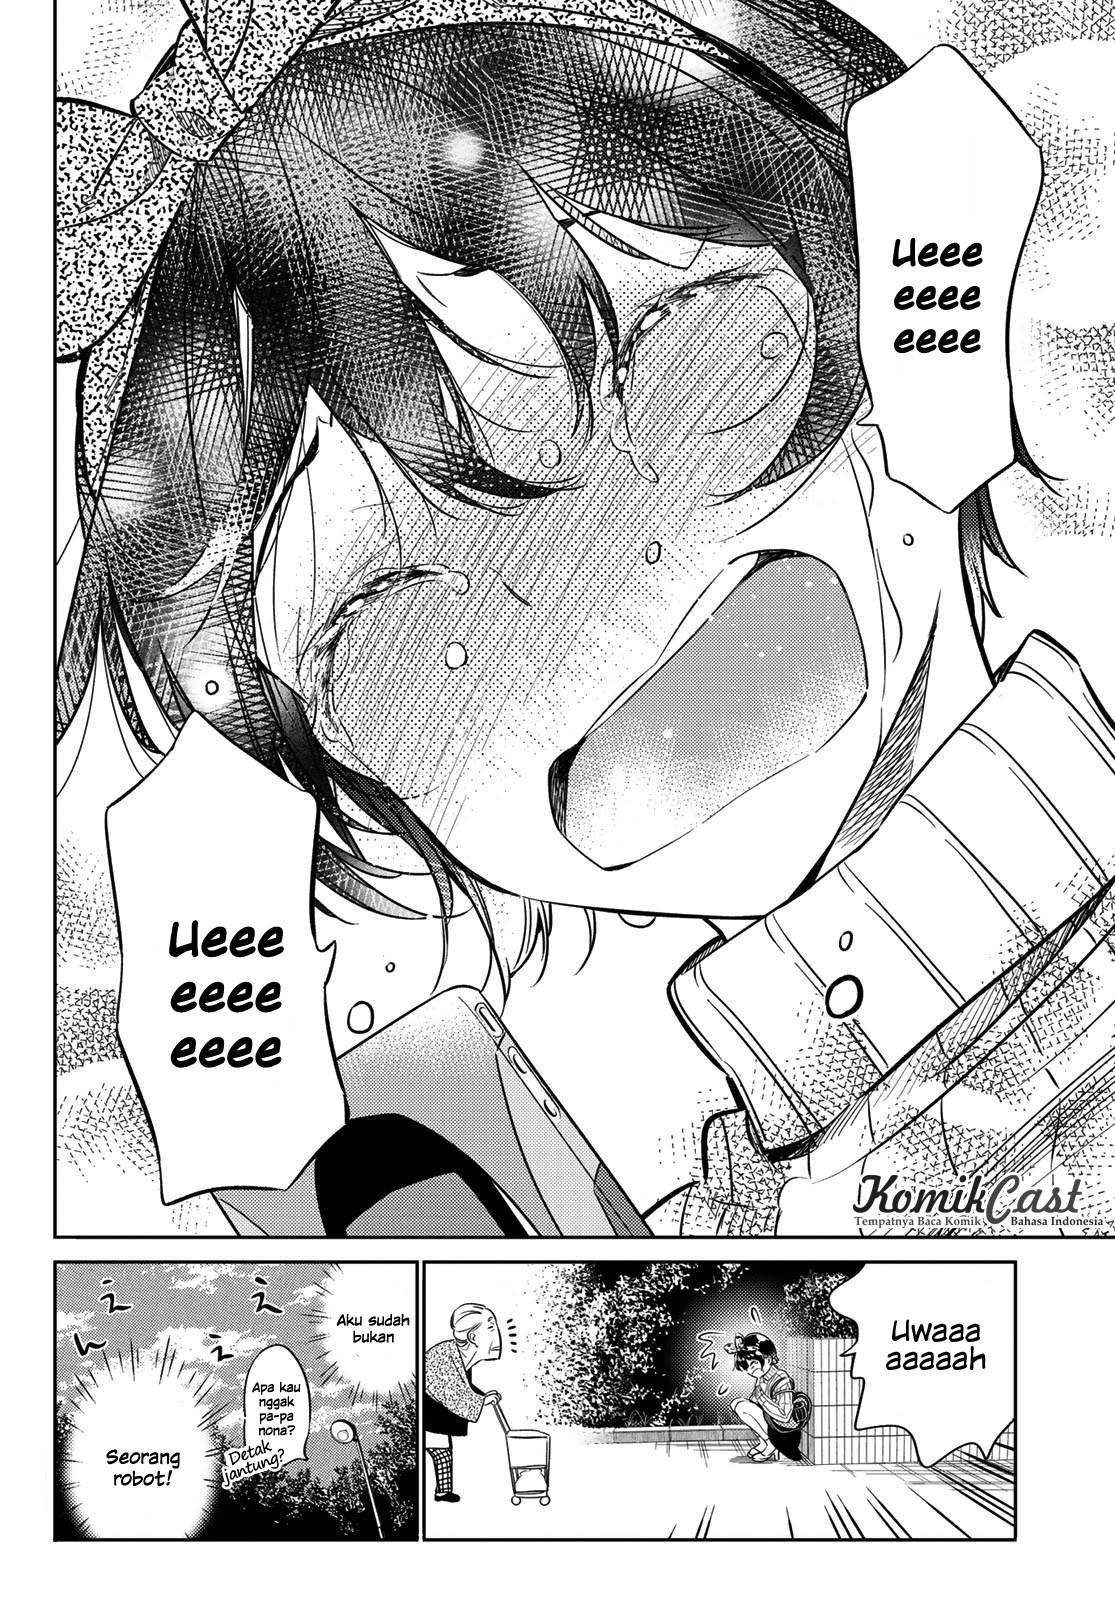 Ueee
eeee
eeee
Ueee
eeee
eeee
KomikCast
Tempatnya Baca Komik Bahasa Indonesia
Uwaaa
aaaaah
Aku sudah
bukan
Apa kau
nggak
pa-pa
nona?
Detak
jantung?
Seorang
robot!